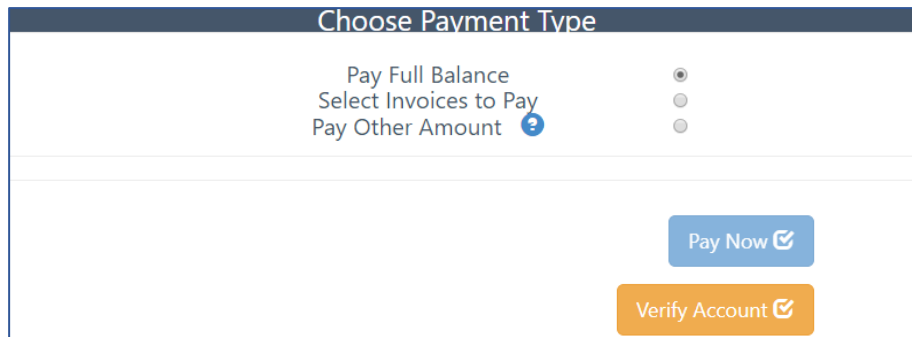 Choose Payment Type
Pay Full Balance
Select Invoices to Pay
Pay Other Amount ?
Pay Now
Verify Account